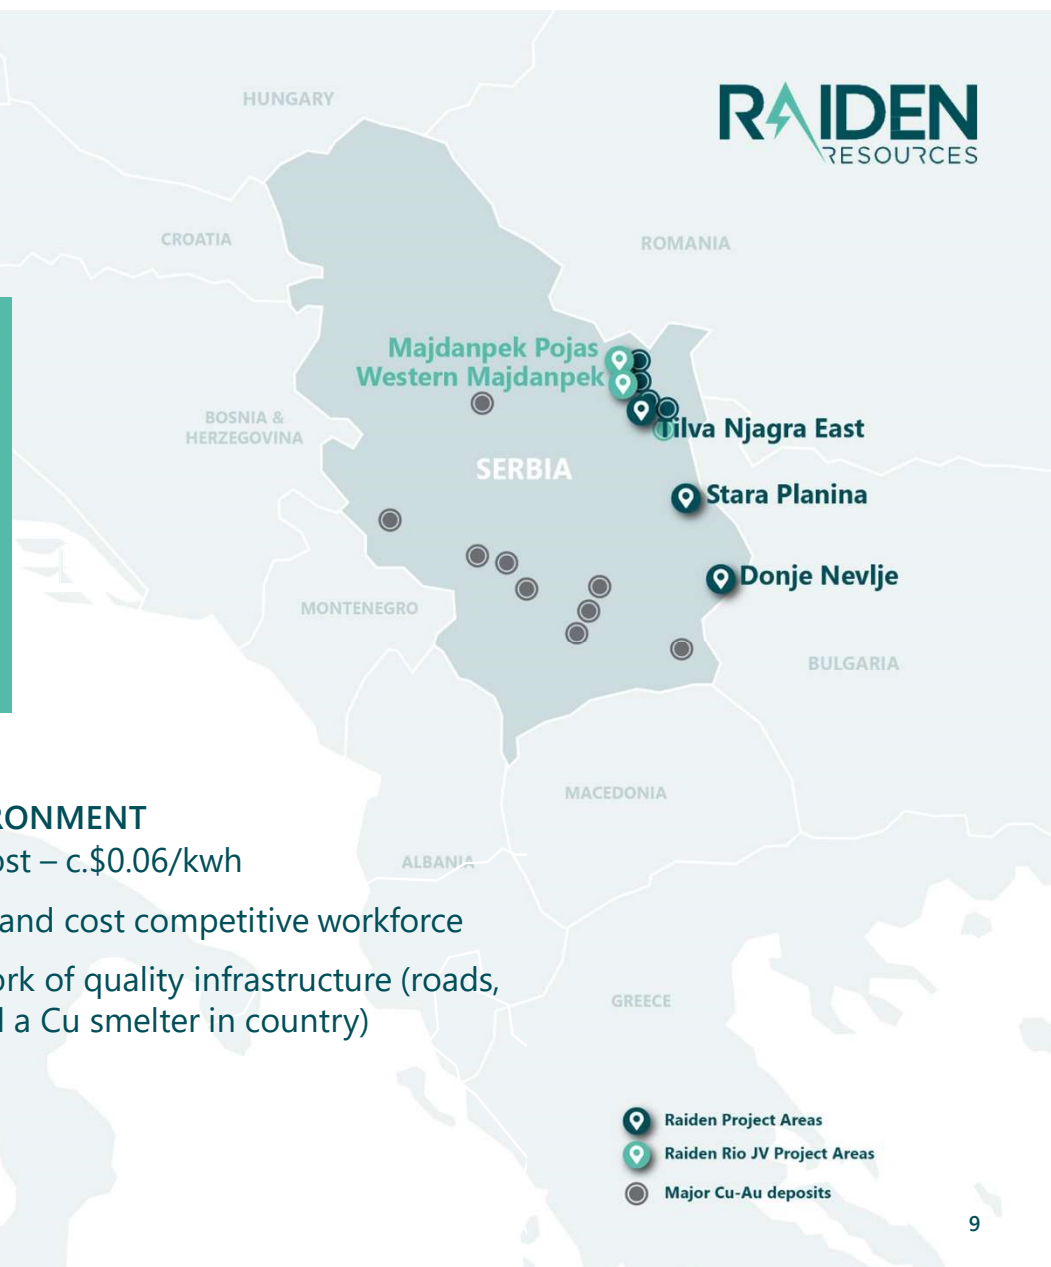 RAIDEN
RESOURCES
HUNGARY
CROATIA
ROMANIA
Majdanpek Pojas
Western Majdanpek
BOSNIA &
HERZEGOVINA
Tilva Njagra East
SERBIA
Stara Planina
Donje Nevlje
MONTENEGRO
BULGARIA
MACEDONIA
RONMENT
ost – c.$0.06/kwh
ALBANIA
and cost competitive workforce
ork of quality infrastructure (roads,
GREECE
a Cu smelter in country)
Raiden Project Areas
Raiden Rio JV Project Areas
Major Cu-Au deposits
9